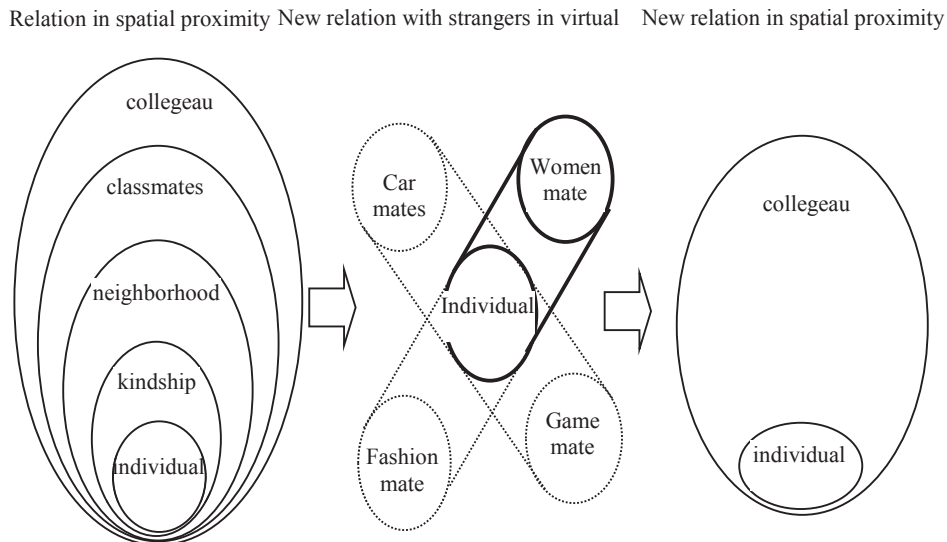 Relation in spatial proximity
New relation with strangers in virtual
New relation in spatial proximity
collegeau
classmates
neighborhood
kindship
individual
Car
mates
Women
mate
Individual
Fashion
mate
Game
mate
collegeau
individual